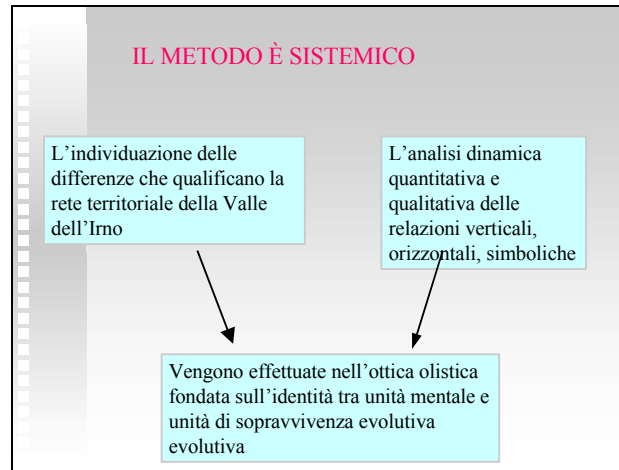 IL METODO È SISTEMICO
L’individuazione delle
differenze che qualificano la
rete territoriale della Valle
dell’Irno
L’analisi dinamica
quantitativa e
qualitativa delle
relazioni verticali,
orizzontali, simboliche
Vengono effettuate nell’ottica olistica
fondata sull’identità tra unità mentale e
unità di sopravvivenza evolutiva
evolutiva